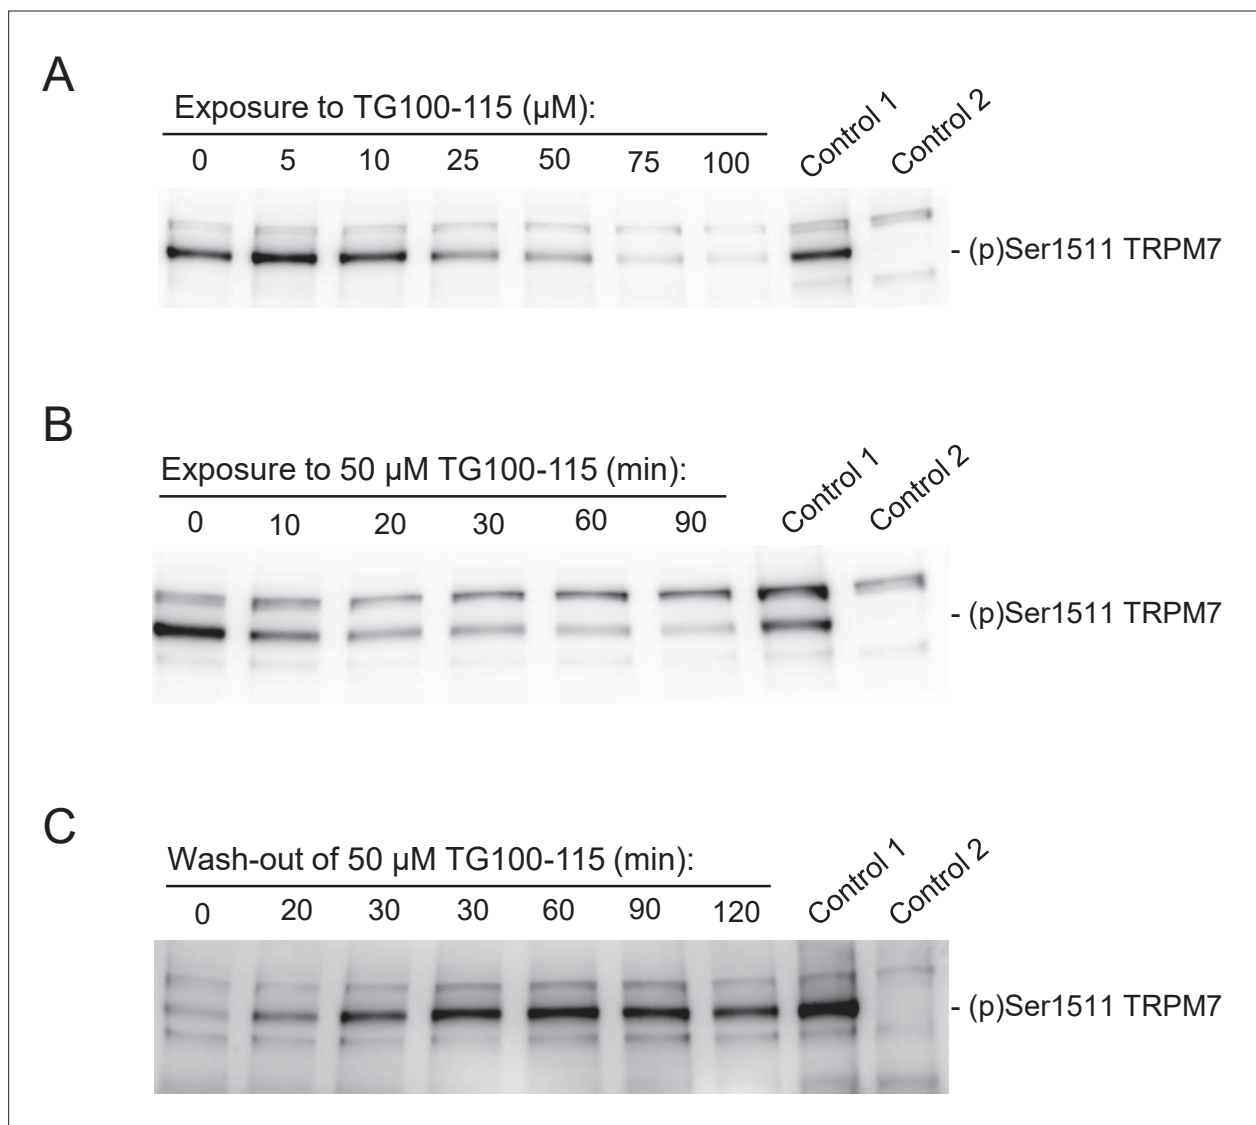 A
Exposure to TG100-115 (µM):
0 5 10 25 50 75 100 Control 1 Control 2
- (p)Ser1511 TRPM7
B
Exposure to 50 µM TG100-115 (min):
0 10 20 30 60 90 Control 1 Control 2
- (p)Ser1511 TRPM7
C
Wash-out of 50 µM TG100-115 (min):
0 20 30 30 60 90 120 Control 1 Control 2
- (p)Ser1511 TRPM7